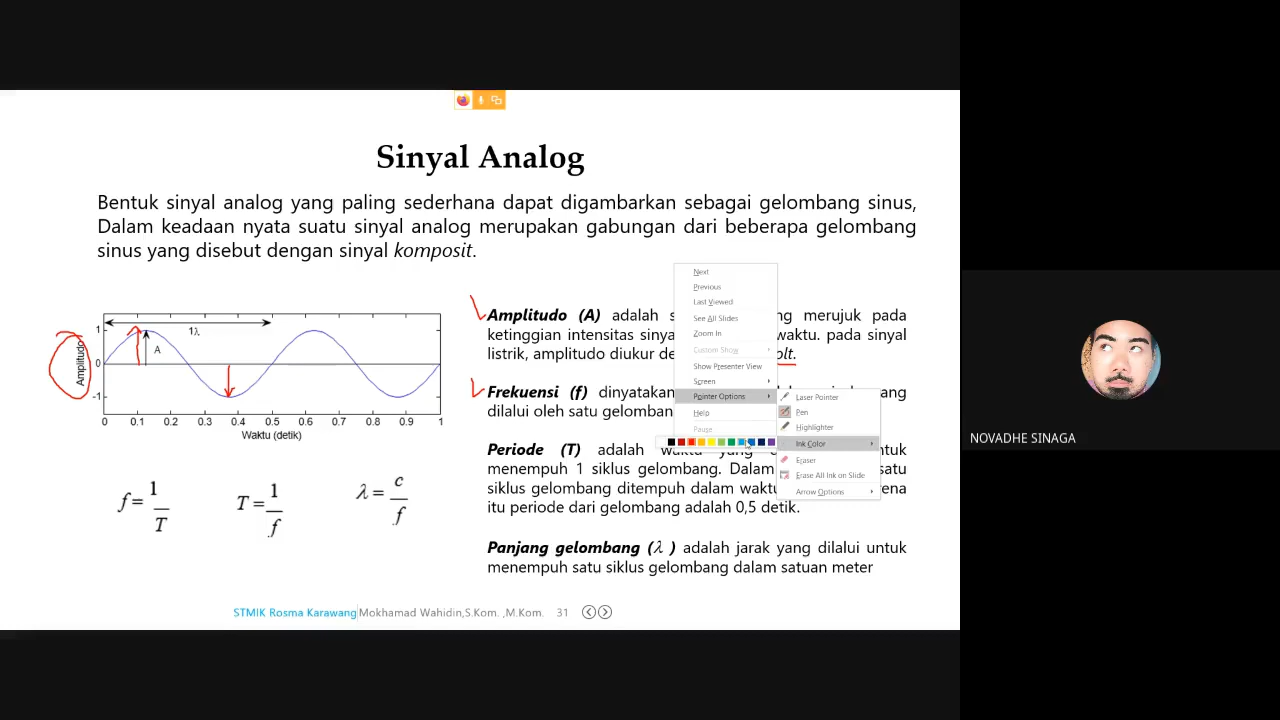 Sinyal Analog
Bentuk sinyal analog yang paling sederhana dapat digambarkan sebagai gelombang sinus,
Dalam keadaan nyata suatu sinyal analog merupakan gabungan dari beberapa gelombang
sinus yang disebut dengan sinyal komposit.
1
0
-1
Amplitudo
1λ
A
0 0.1 0.2 0.3 0.4 0.5 0.6 0.7 0.8 0.9 1
Waktu (detik)
f = 1/T
T = 1/f
λ = c/f
Amplitudo (A) adalah merujuk pada
ketinggian intensitas waktu. pada sinyal
listrik, amplitudo diukur
Frekuensi (f) dinyatakan
dilalui oleh satu
Periode (T) adalah waktu yang
menempuh 1 siklus gelombang. Dalam satu
siklus gelombang ditempuh dalam
itu periode dari gelombang adalah 0,5 detik.
Panjang gelombang (λ ) adalah jarak yang dilalui untuk
menempuh satu siklus gelombang dalam satuan meter
Next
Previous
Last Viewed
See All Slides
Zoom In
Custom Show
Show Presenter View
Screen
Pointer Options
Help
Pause
Laser Pointer
Pen
Highlighter
Ink Color
Eraser
Erase All Ink on Slide
Arrow Options
STMIK Rosma Karawang|Mokhamad Wahidin,S.Kom. ,M.Kom. 31
NOVADHE SINAGA